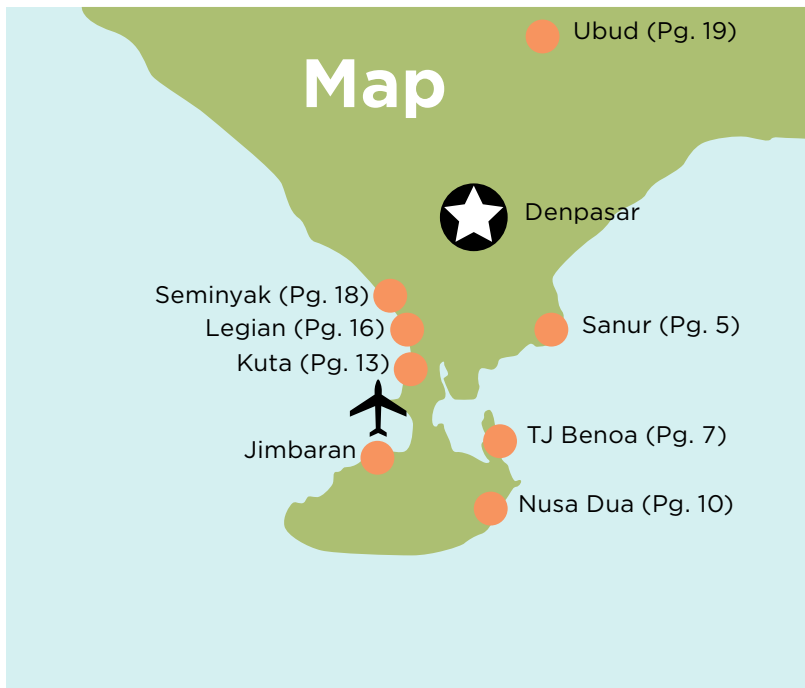 Ubud (Pg. 19)
Map
Denpasar
Seminyak (Pg. 18)
Legian (Pg. 16)
Sanur (Pg. 5)
Kuta (Pg. 13)
TJ Benoa (Pg. 7)
Jimbaran
Nusa Dua (Pg. 10)